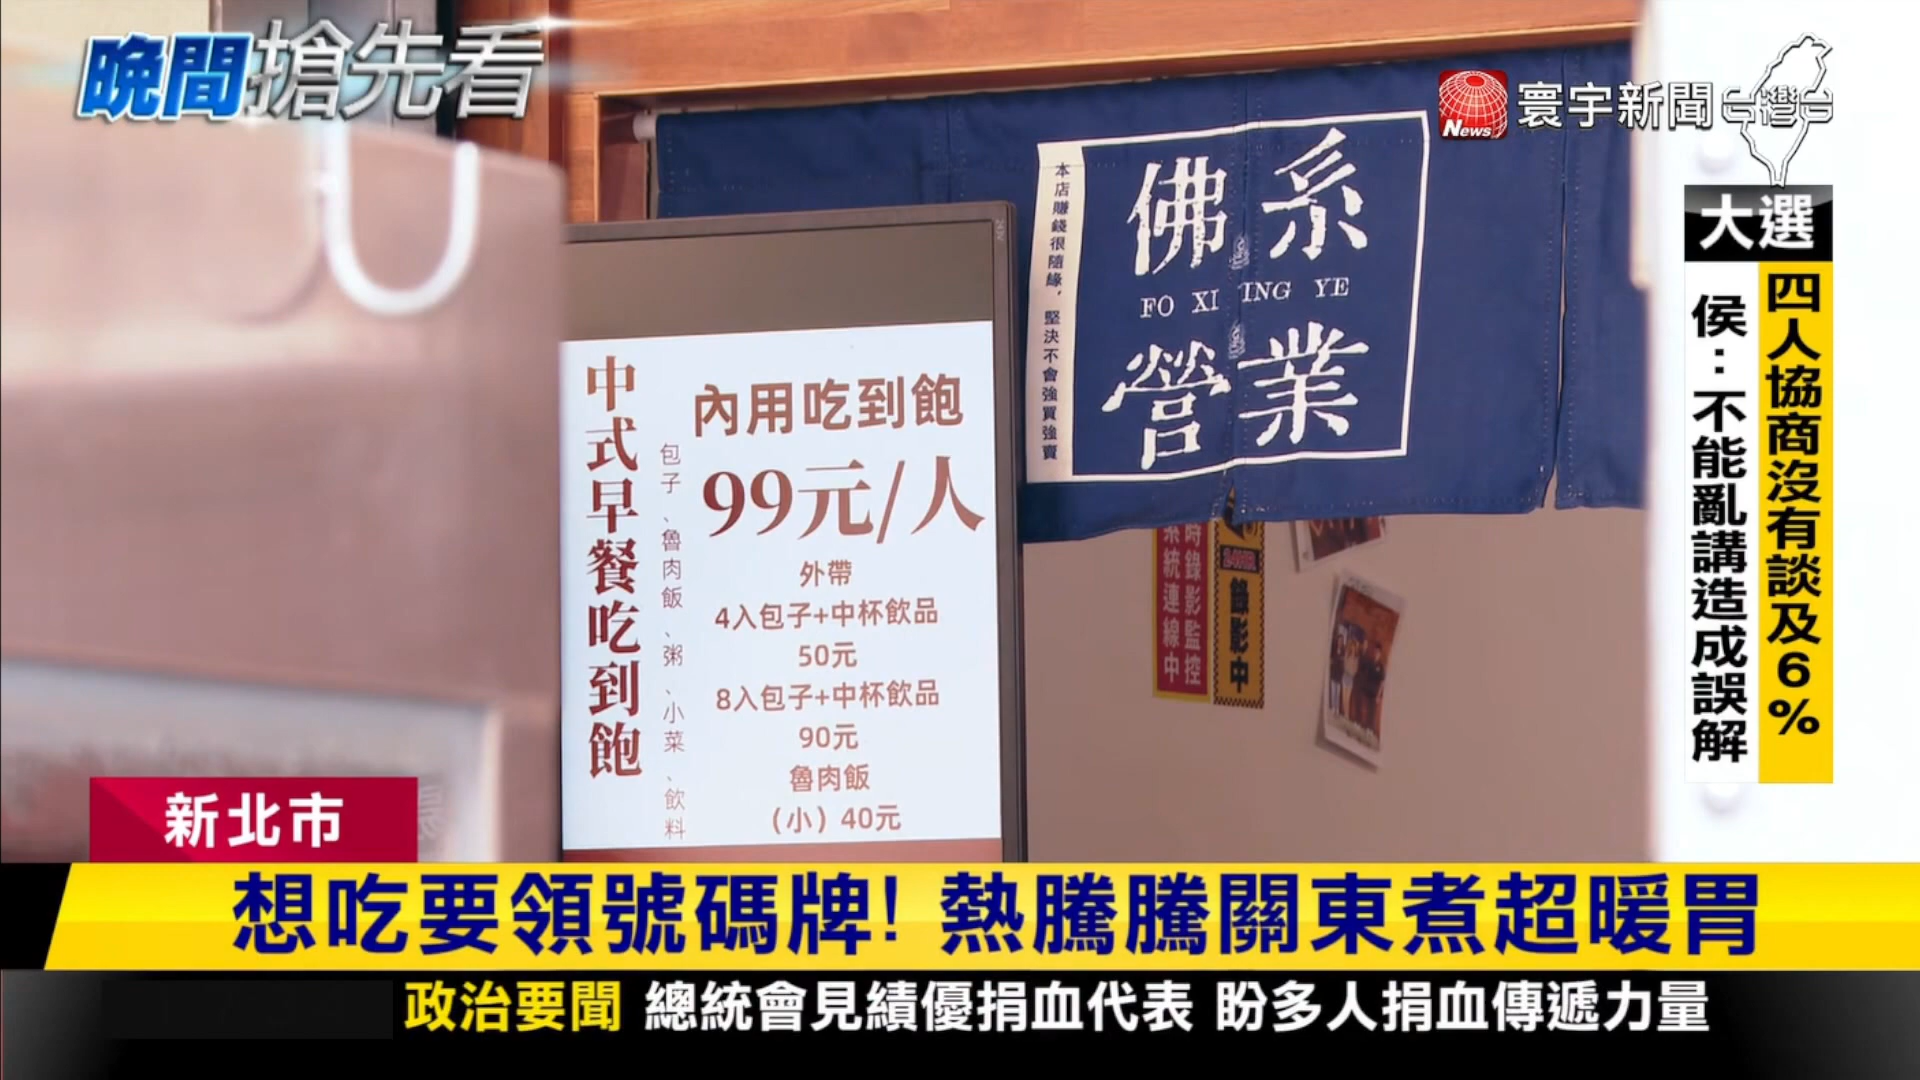 晚間搶先看
News 寰宇新聞 台灣台
大選
四人協商沒有談及6%
侯：不能亂講造成誤解
佛系
FO XI ING YE
營業
本店賺錢很隨緣，堅決不會強買強賣
中式早餐吃到飽
包子、魯肉飯、粥、小菜、飲料
內用吃到飽
99元/人
外帶
4入包子+中杯飲品
50元
8入包子+中杯飲品
90元
魯肉飯
（小）40元
時錄影監控
系統連線中
24HR
錄影中
新北市
想吃要領號碼牌! 熱騰騰關東煮超暖胃
政治要聞 總統會見績優捐血代表 盼多人捐血傳遞力量